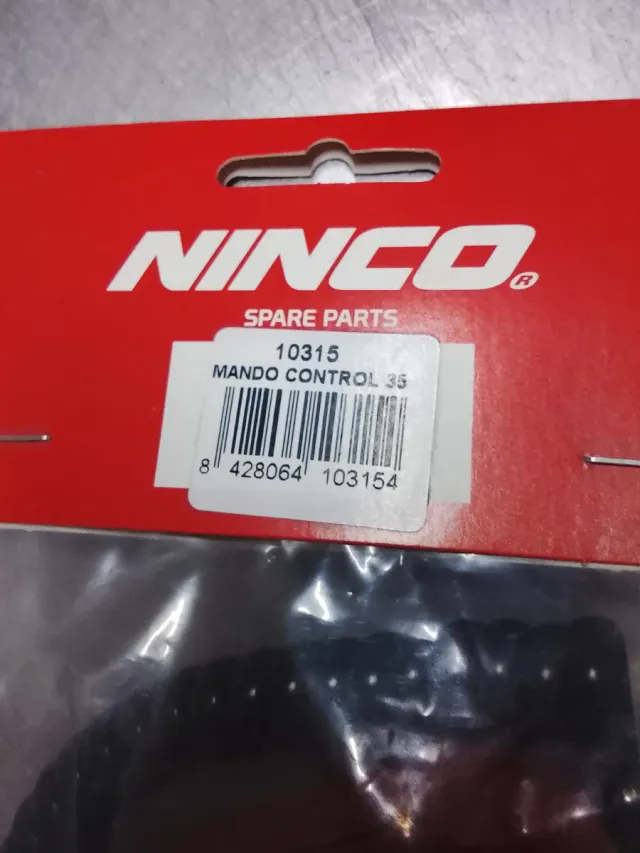 NINCO®
SPARE PARTS
10315
MANDO CONTROL 35
8 428064 103154